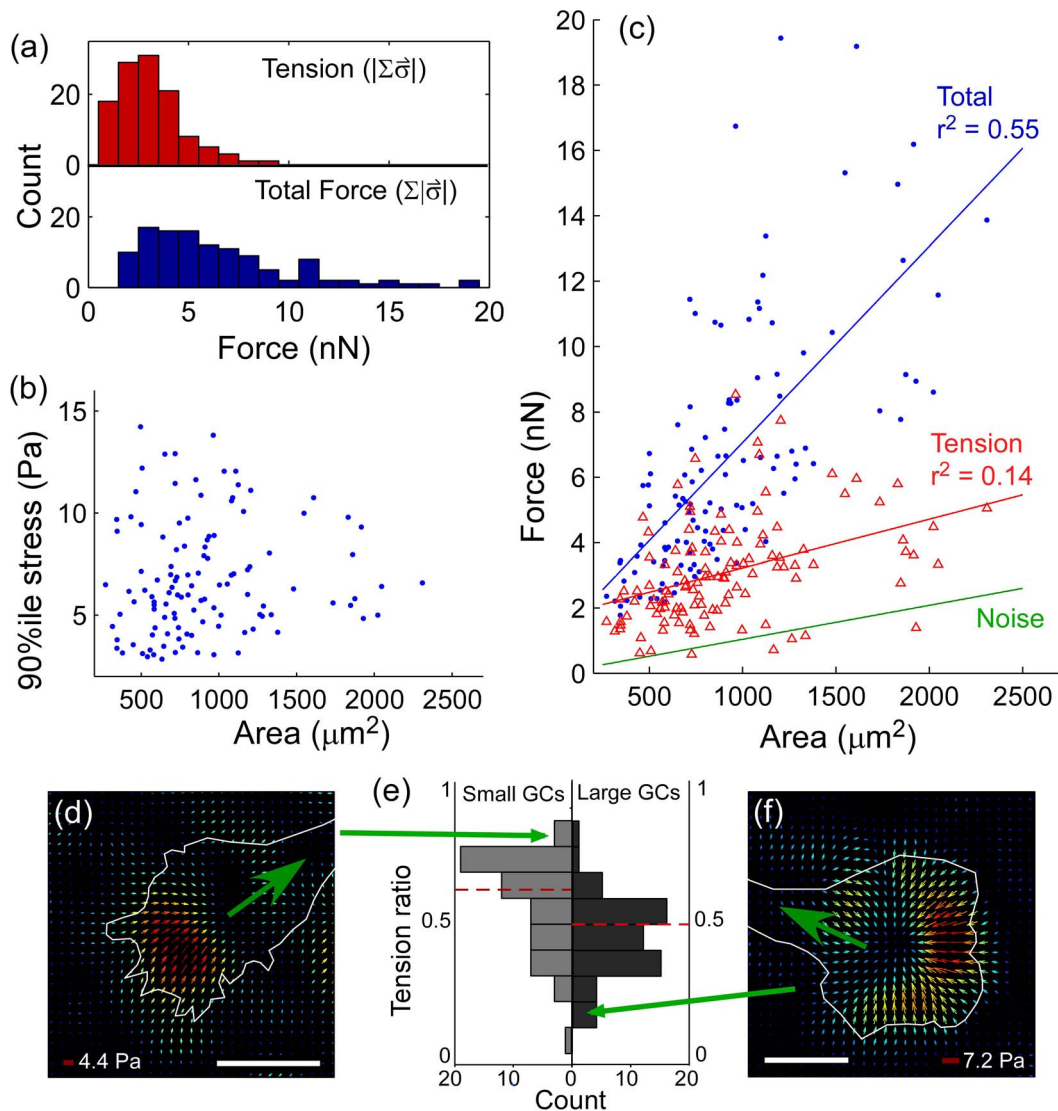 (a)
Tension (|Σσ⃗|)
20
0
Total Force (Σ|σ⃗|)
20
0
Count
0 5 10 15 20
Force (nN)
(b)
15
10
5
90%ile stress (Pa)
500 1000 1500 2000 2500
Area (μm²)
(c)
20
18
16
14
12
10
8
6
4
2
0
Force (nN)
Total
r² = 0.55
Tension
r² = 0.14
Noise
500 1000 1500 2000 2500
Area (μm²)
(d)
4.4 Pa
(e)
Small GCs Large GCs
1 1
0.5 0.5
0 0
Tension ratio
20 10 0 10 20
Count
(f)
7.2 Pa